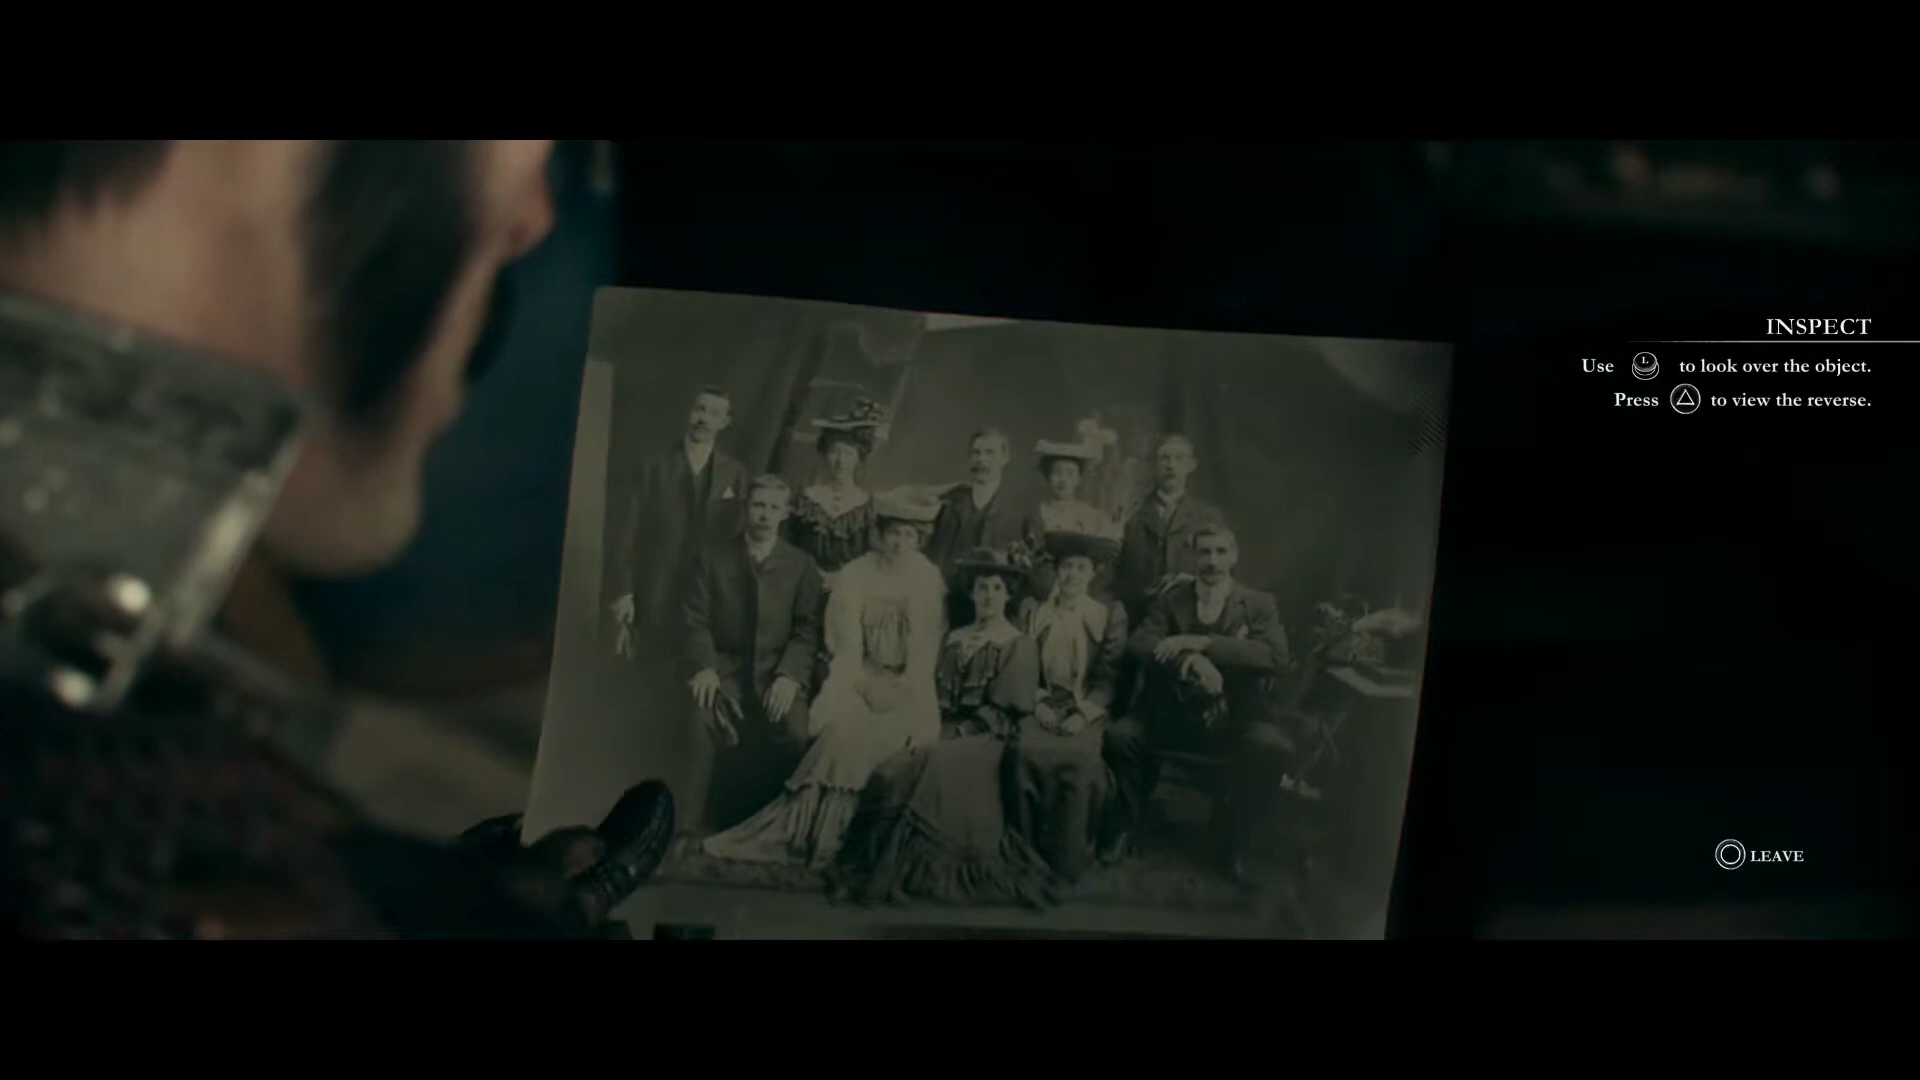 INSPECT
Use L to look over the object.
Press to view the reverse.
LEAVE